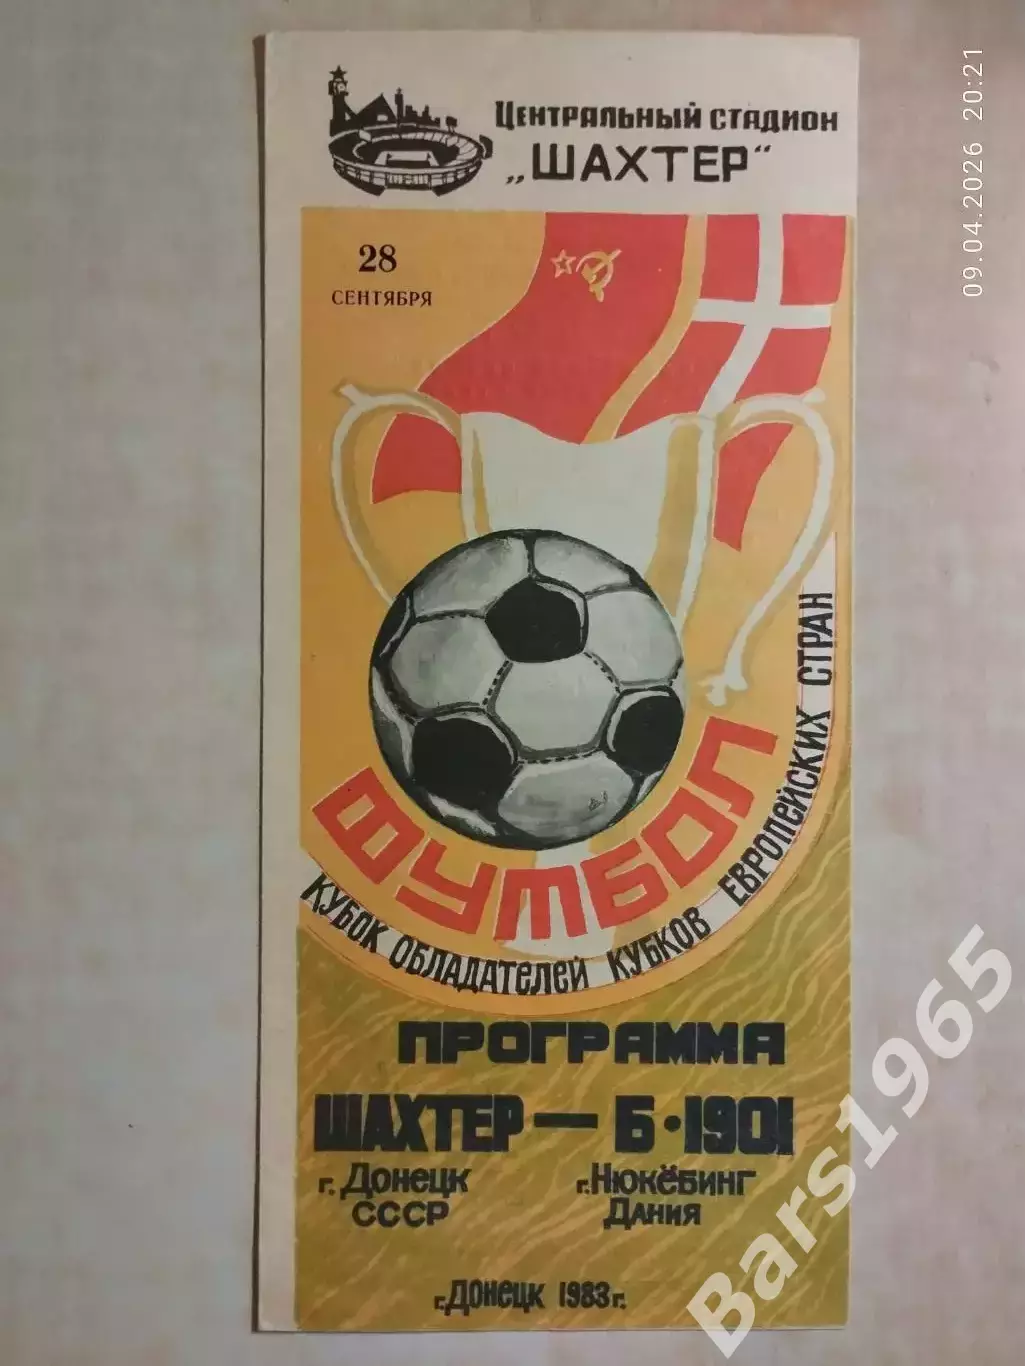 Центральный стадион
„Шахтер"
28
СЕНТЯБРЯ
ФУТБОЛ
Кубок обладателей кубков европейских стран
ПРОГРАММА
ШАХТЕР — Б·1901
г. Донецк г. Нюкёбинг
СССР Дания
г. Донецк 1983 г.
09.04.2026 20:21
Bars1965